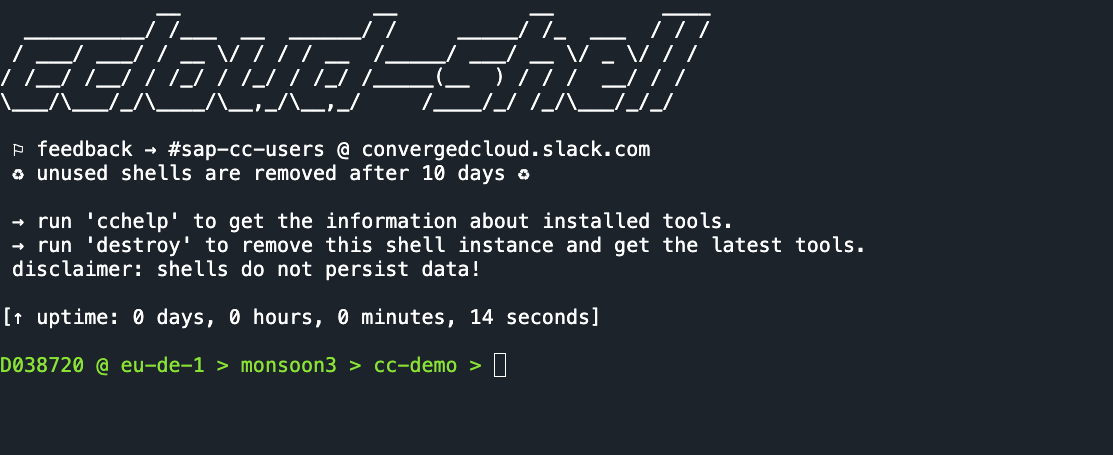 ccloud-shell
⚐ feedback → #sap-cc-users @ convergedcloud.slack.com
♻ unused shells are removed after 10 days ♻
→ run 'cchelp' to get the information about installed tools.
→ run 'destroy' to remove this shell instance and get the latest tools.
disclaimer: shells do not persist data!
[↑ uptime: 0 days, 0 hours, 0 minutes, 14 seconds]
D038720 @ eu-de-1 > monsoon3 > cc-demo >